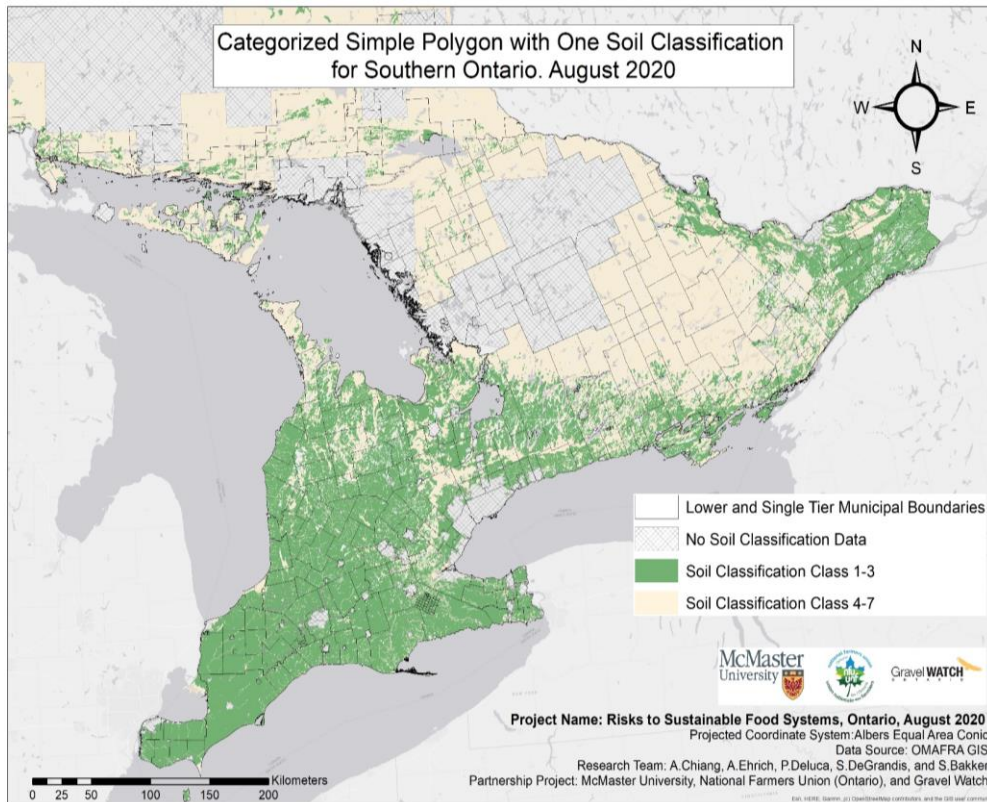 Categorized Simple Polygon with One Soil Classification
for Southern Ontario. August 2020
N
W E
S
Lower and Single Tier Municipal Boundaries
No Soil Classification Data
Soil Classification Class 1-3
Soil Classification Class 4-7
McMaster
University
GravelWATCH
ONTARIO
Project Name: Risks to Sustainable Food Systems, Ontario, August 2020
Projected Coordinate System:Albers Equal Area Conic
Data Source: OMAFRA GIS
Research Team: A.Chiang, A.Ehrich, P.Deluca, S.DeGrandis, and S.Bakker
Partnership Project: McMaster University, National Farmers Union (Ontario), and Gravel Watch
Kilometers
0 25 50 100 150 200